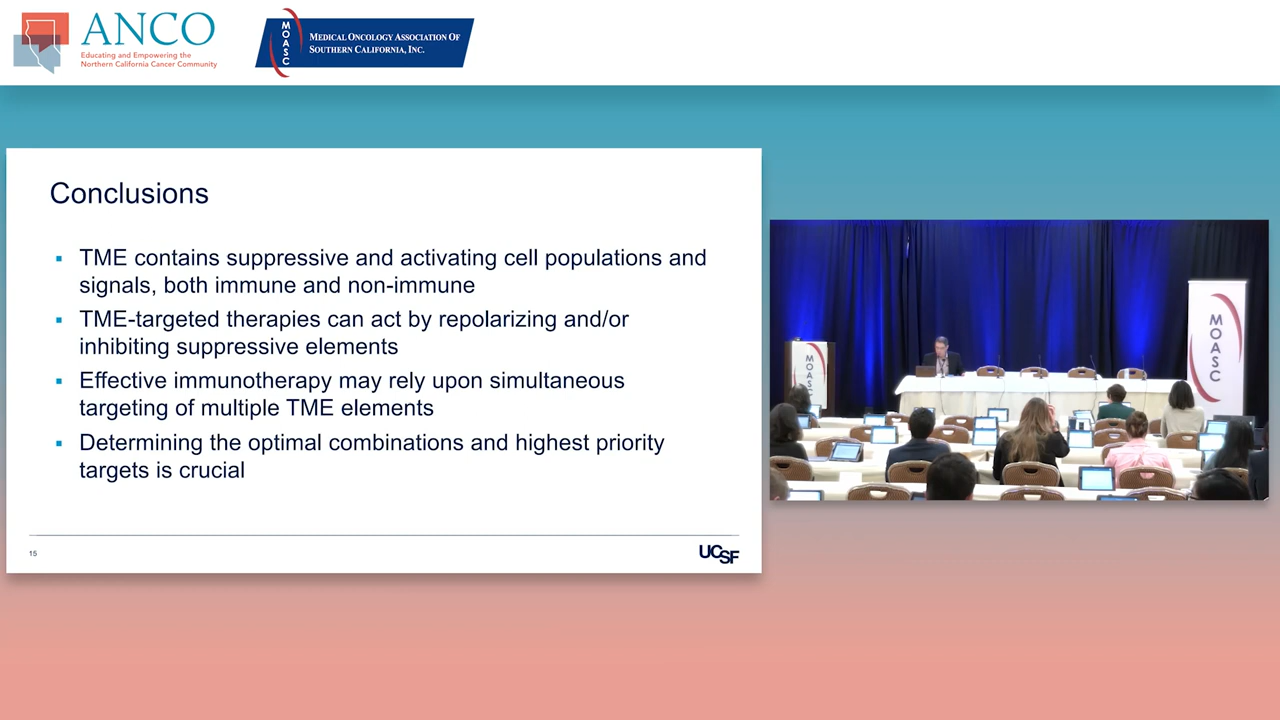 ANCO
Educating and Empowering the
Northern California Cancer Community
MOASC
MEDICAL ONCOLOGY ASSOCIATION OF
SOUTHERN CALIFORNIA, INC.
Conclusions
▪ TME contains suppressive and activating cell populations and
signals, both immune and non-immune
▪ TME-targeted therapies can act by repolarizing and/or
inhibiting suppressive elements
▪ Effective immunotherapy may rely upon simultaneous
targeting of multiple TME elements
▪ Determining the optimal combinations and highest priority
targets is crucial
15
UCSF
MOASC
MOASC